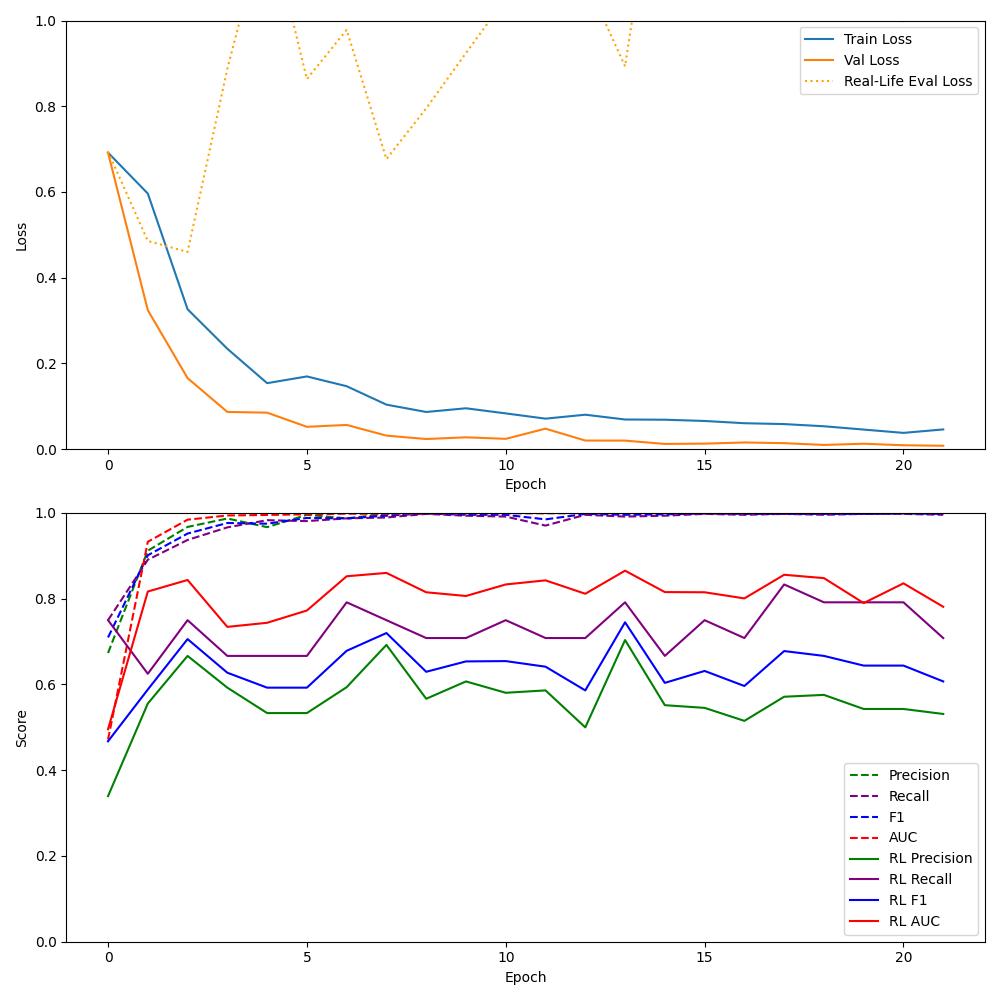 1.0
0.8
0.6
0.4
0.2
0.0
Loss
0 5 10 15 20
Epoch
Train Loss
Val Loss
Real-Life Eval Loss
1.0
0.8
0.6
0.4
0.2
0.0
Score
0 5 10 15 20
Epoch
Precision
Recall
F1
AUC
RL Precision
RL Recall
RL F1
RL AUC